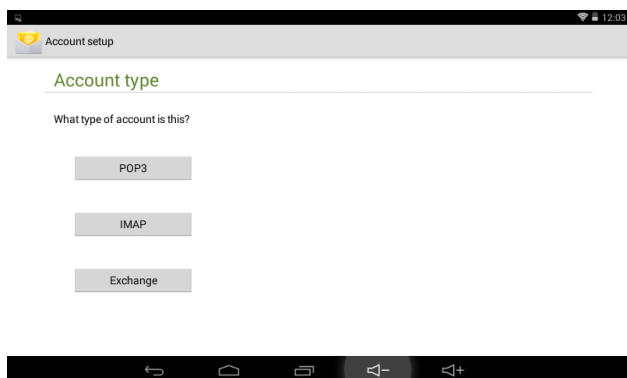 12:03
Account setup
Account type
What type of account is this?
POP3
IMAP
Exchange